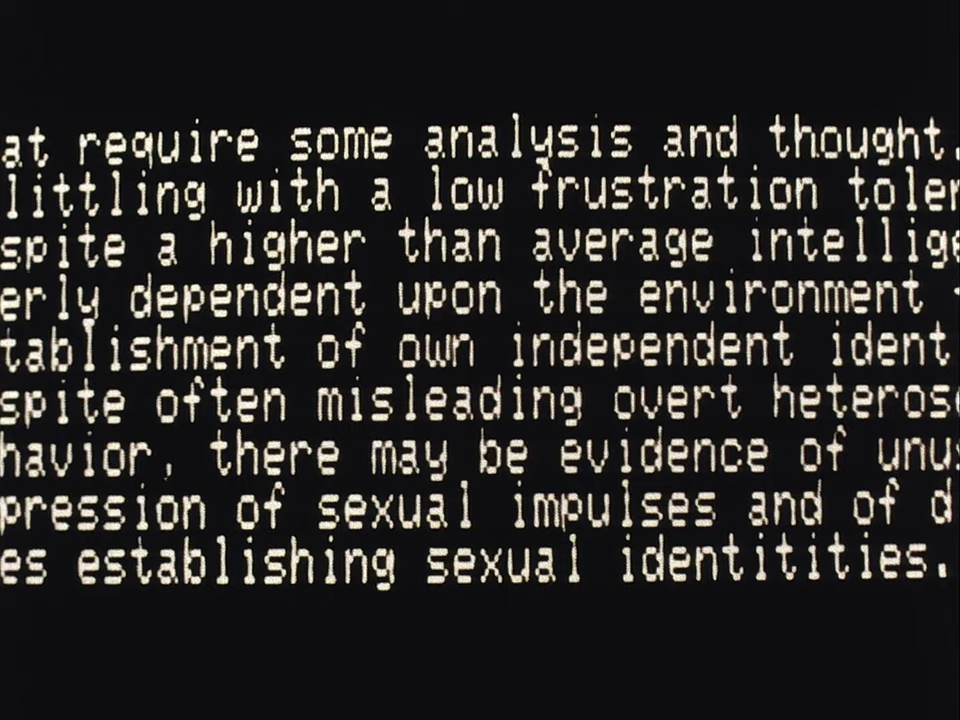 at require some analysis and thought.
littling with a low frustration toler
spite a higher than average intellige
erly dependent upon the environment
tablishment of own independent ident
spite often misleading overt heterose
havior, there may be evidence of unus
pression of sexual impulses and of d
es establishing sexual identitities.